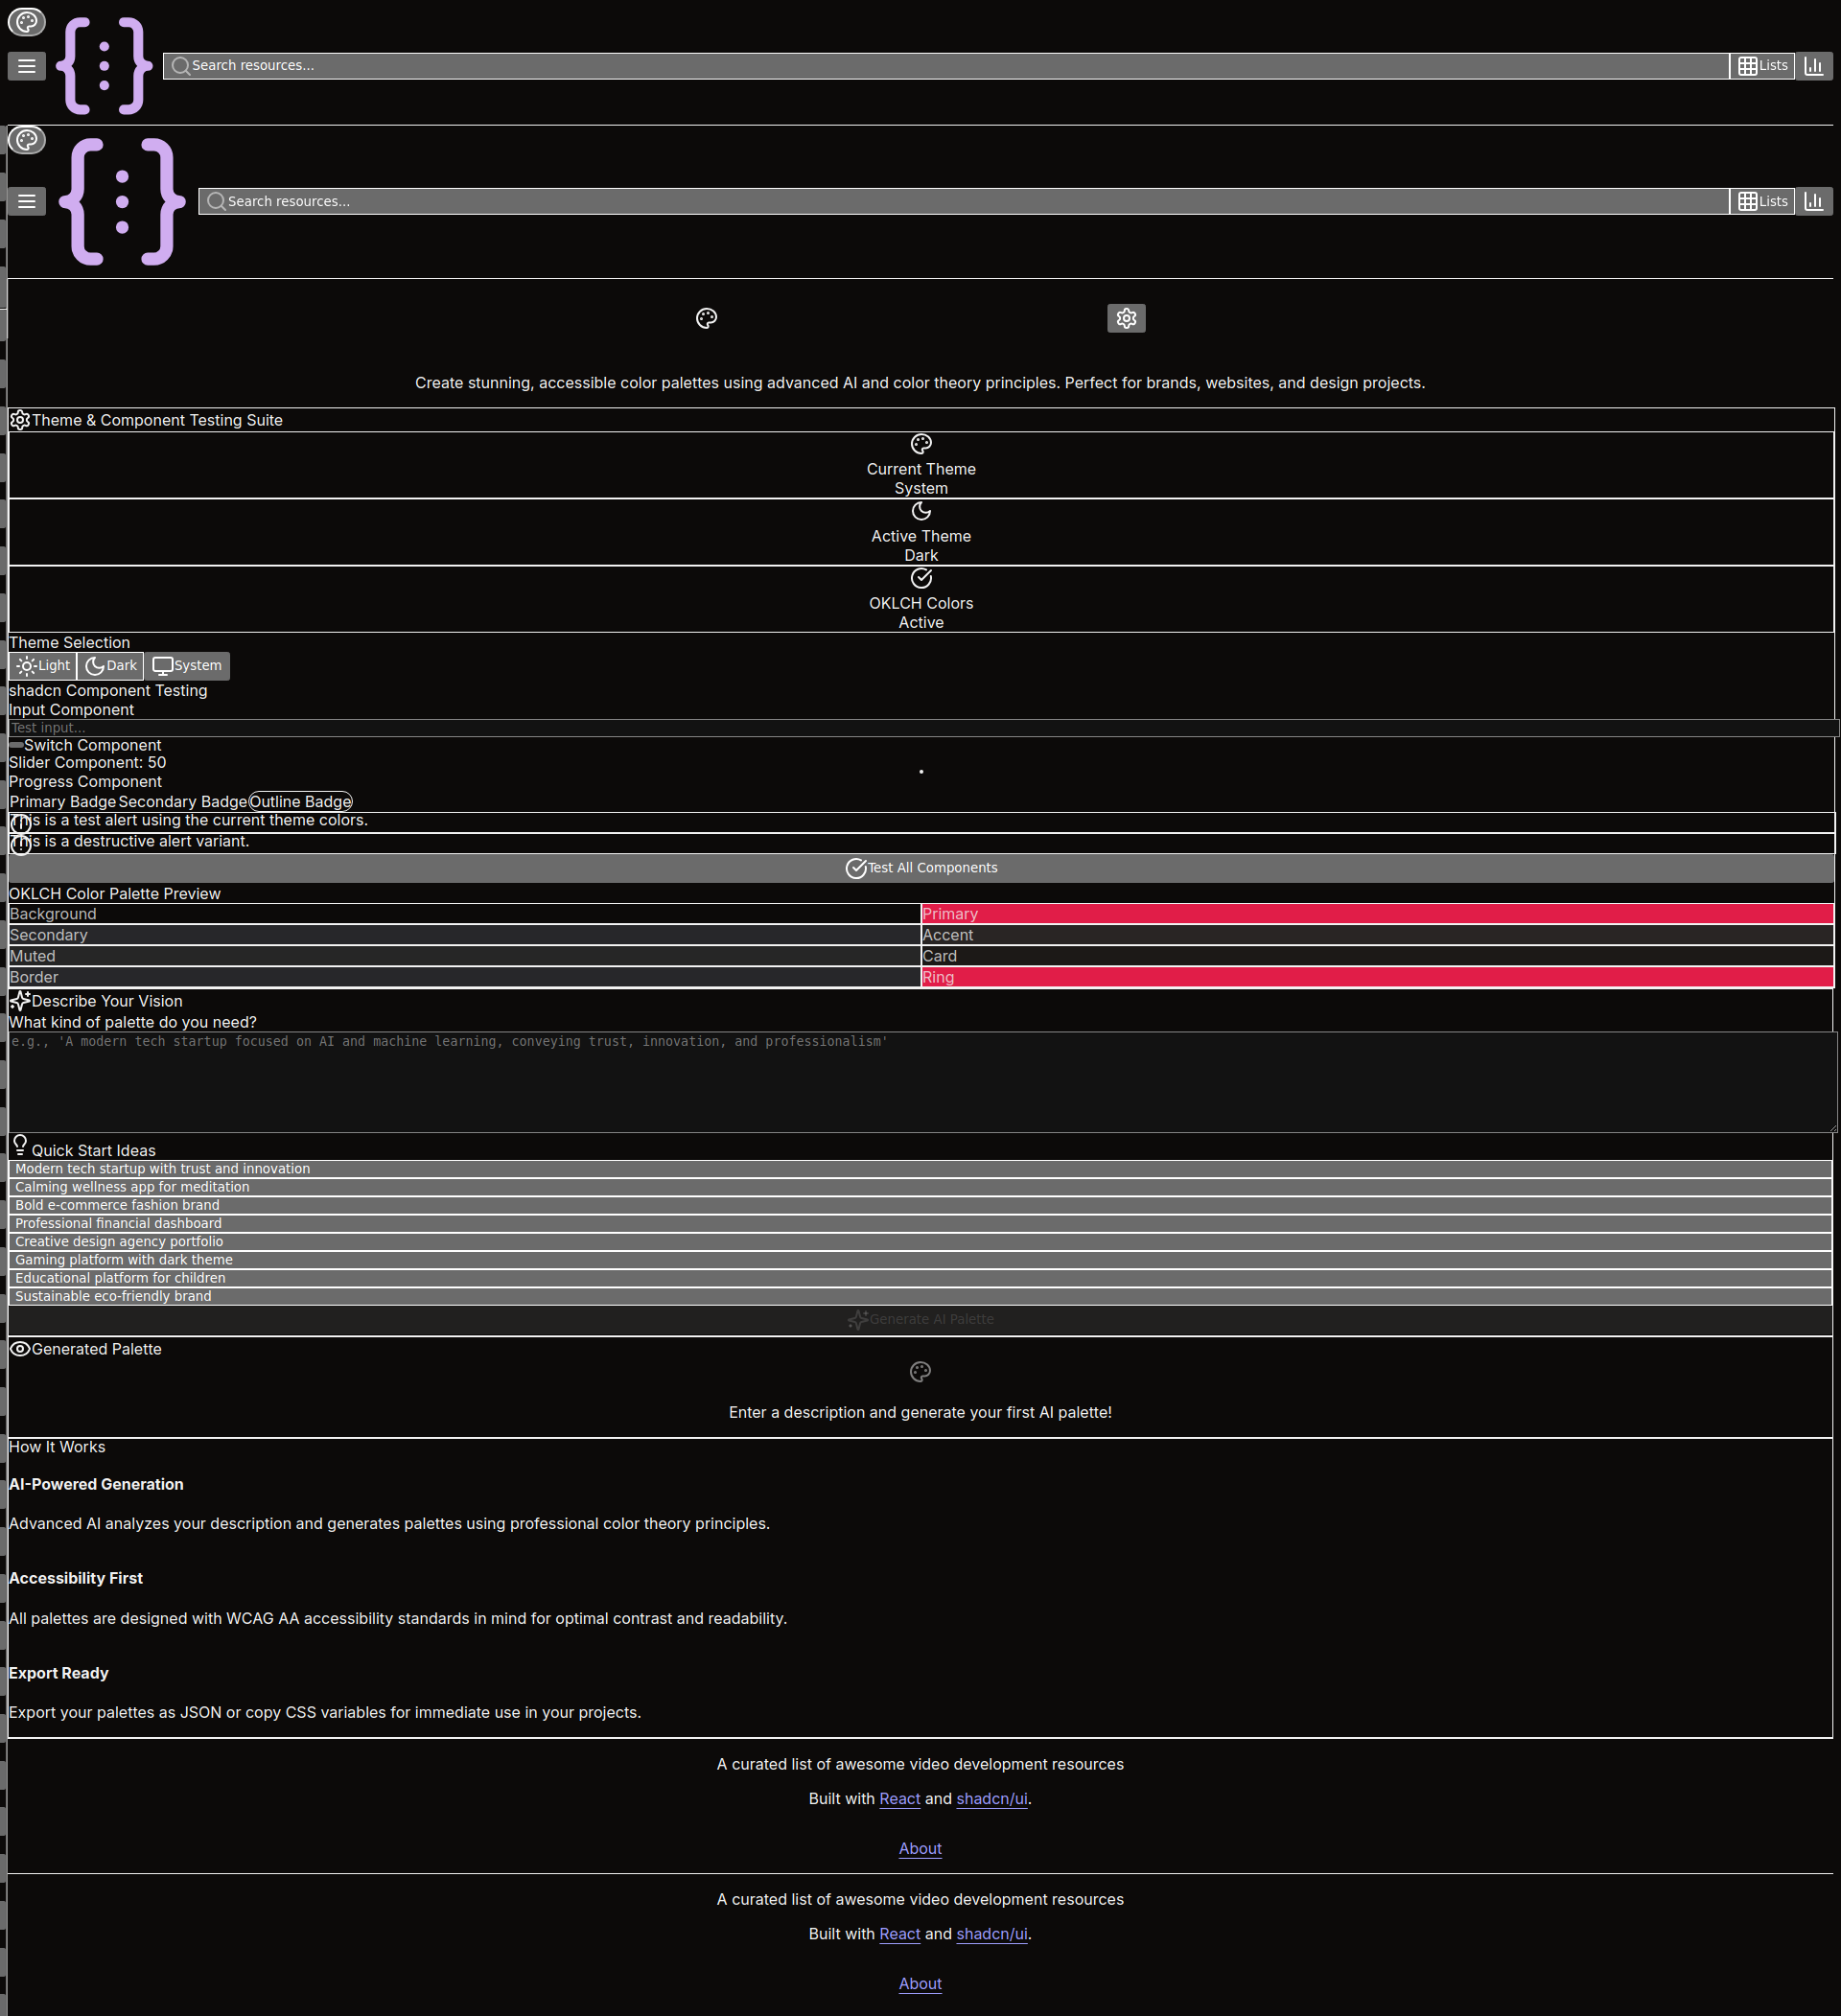 Search resources...
Lists
Search resources...
Lists
Create stunning, accessible color palettes using advanced AI and color theory principles. Perfect for brands, websites, and design projects.
Theme & Component Testing Suite
Current Theme
System
Active Theme
Dark
OKLCH Colors
Active
Theme Selection
Light Dark System
shadcn Component Testing
Input Component
Test input...
Switch Component
Slider Component: 50
Progress Component
Primary Badge Secondary Badge Outline Badge
This is a test alert using the current theme colors.
This is a destructive alert variant.
Test All Components
OKLCH Color Palette Preview
Background Primary
Secondary Accent
Muted Card
Border Ring
Describe Your Vision
What kind of palette do you need?
e.g., 'A modern tech startup focused on AI and machine learning, conveying trust, innovation, and professionalism'
Quick Start Ideas
Modern tech startup with trust and innovation
Calming wellness app for meditation
Bold e-commerce fashion brand
Professional financial dashboard
Creative design agency portfolio
Gaming platform with dark theme
Educational platform for children
Sustainable eco-friendly brand
Generate AI Palette
Generated Palette
Enter a description and generate your first AI palette!
How It Works
AI-Powered Generation
Advanced AI analyzes your description and generates palettes using professional color theory principles.
Accessibility First
All palettes are designed with WCAG AA accessibility standards in mind for optimal contrast and readability.
Export Ready
Export your palettes as JSON or copy CSS variables for immediate use in your projects.
A curated list of awesome video development resources
Built with React and shadcn/ui.
About
A curated list of awesome video development resources
Built with React and shadcn/ui.
About